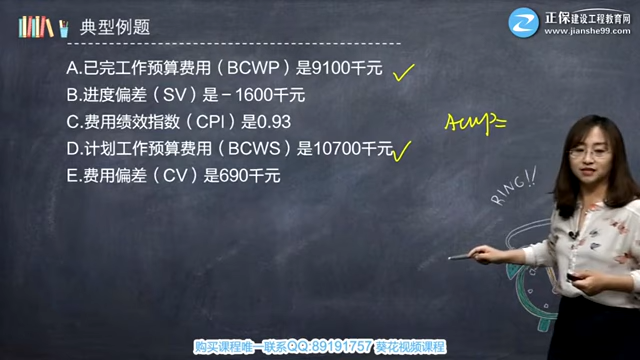 典型例题
正保建设工程教育网
www.jianshe99.com
A.已完工作预算费用（BCWP）是9100千元
B.进度偏差（SV）是－1600千元
C.费用绩效指数（CPI）是0.93
D.计划工作预算费用（BCWS）是10700千元
E.费用偏差（CV）是690千元
ACWP=
RING!!
购买课程唯一联系QQ:89191757 葵花视频课程